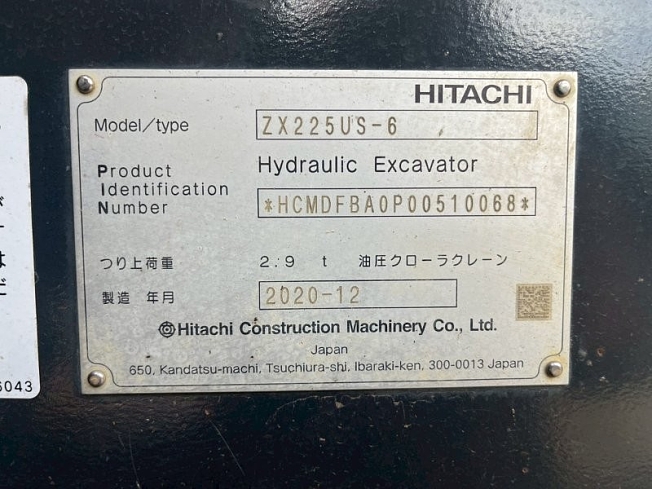 HITACHI
Model/type ZX225US-6
Product Identification Number
Hydraulic Excavator
*HCMDFBA0P00510068*
つり上荷重 2.9 t 油圧クローラクレーン
製造 年月 2020-12
Hitachi Construction Machinery Co., Ltd.
Japan
650, Kandatsu-machi, Tsuchiura-shi, Ibaraki-ken, 300-0013 Japan
6043